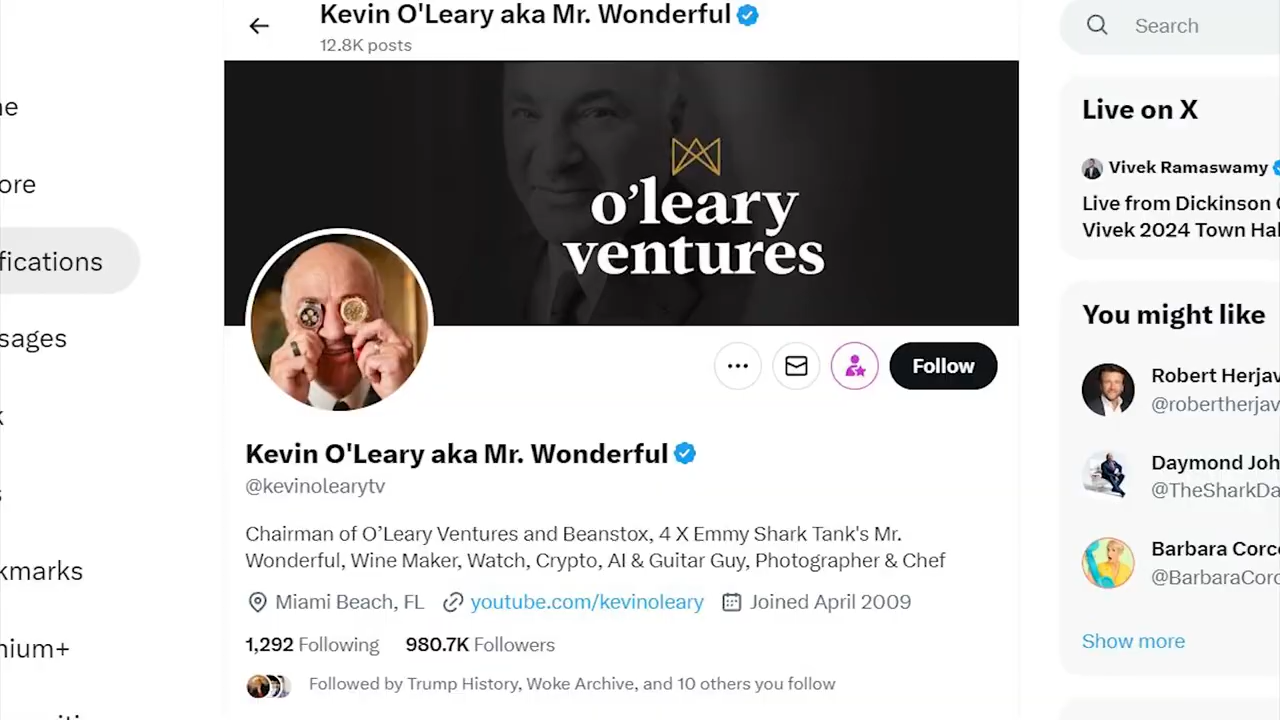 Kevin O'Leary aka Mr. Wonderful
12.8K posts
Search
o'leary
ventures
Follow
Kevin O'Leary aka Mr. Wonderful
@kevinolearytv
Chairman of O’Leary Ventures and Beanstox, 4 X Emmy Shark Tank's Mr.
Wonderful, Wine Maker, Watch, Crypto, AI & Guitar Guy, Photographer & Chef
Miami Beach, FL youtube.com/kevinoleary Joined April 2009
1,292 Following 980.7K Followers
Followed by Trump History, Woke Archive, and 10 others you follow
ore
fications
sages
kmarks
nium+
Live on X
Vivek Ramaswamy
Live from Dickinson
Vivek 2024 Town Hal
You might like
Robert Herjav
@robertherjav
Daymond Joh
@TheSharkDa
Barbara Corco
@BarbaraCorc
Show more